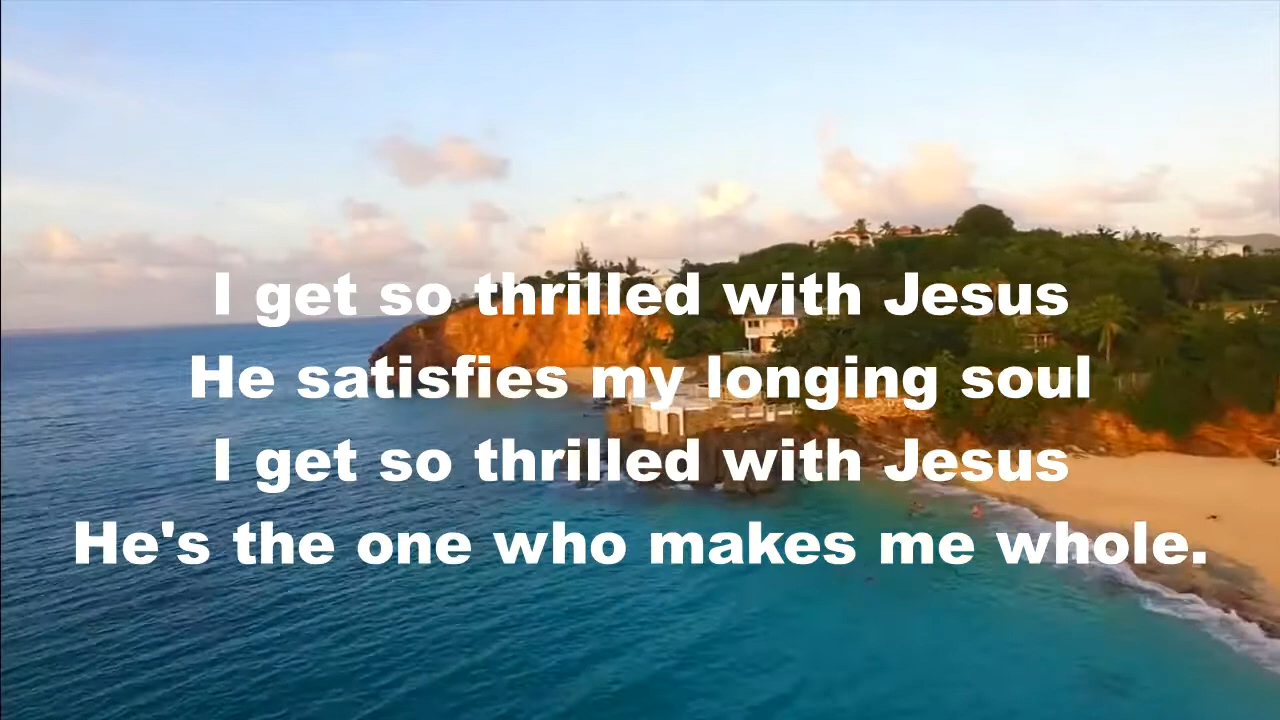 I get so thrilled with Jesus
He satisfies my longing soul
I get so thrilled with Jesus
He's the one who makes me whole.